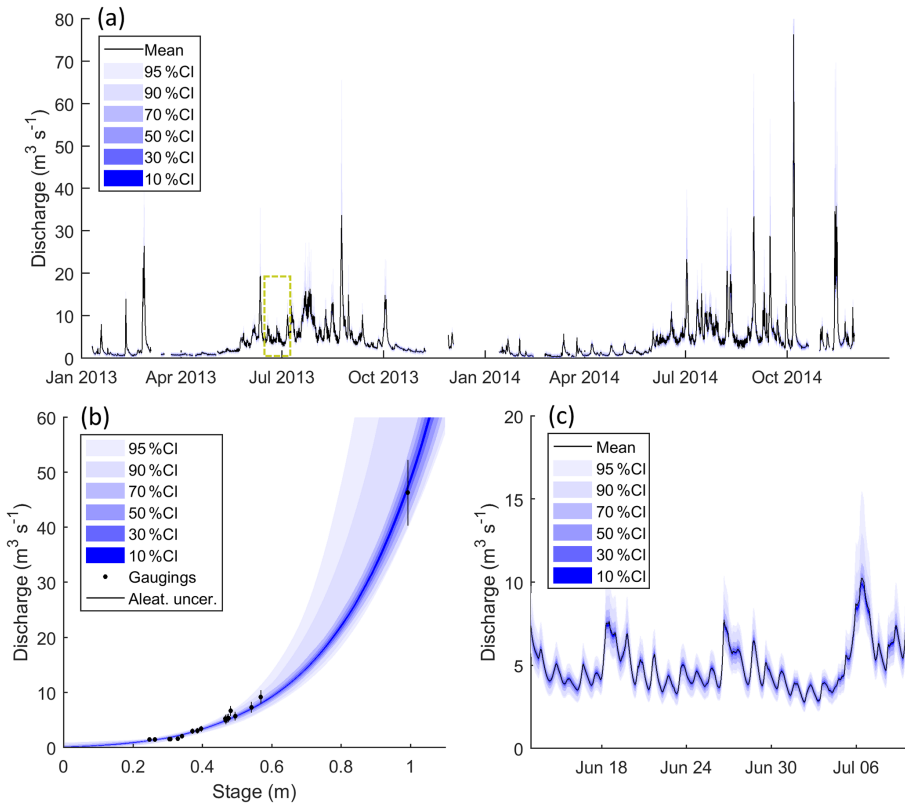 (a)
80
70
60
50
40
30
20
10
0
Discharge (m³ s⁻¹)
Mean
95 %CI
90 %CI
70 %CI
50 %CI
30 %CI
10 %CI
Jan 2013 Apr 2013 Jul 2013 Oct 2013 Jan 2014 Apr 2014 Jul 2014 Oct 2014
(b)
60
50
40
30
20
10
0
Discharge (m³ s⁻¹)
95 %CI
90 %CI
70 %CI
50 %CI
30 %CI
10 %CI
Gaugings
Aleat. uncer.
0 0.2 0.4 0.6 0.8 1
Stage (m)
(c)
20
15
10
5
0
Discharge (m³ s⁻¹)
Mean
95 %CI
90 %CI
70 %CI
50 %CI
30 %CI
10 %CI
Jun 18 Jun 24 Jun 30 Jul 06